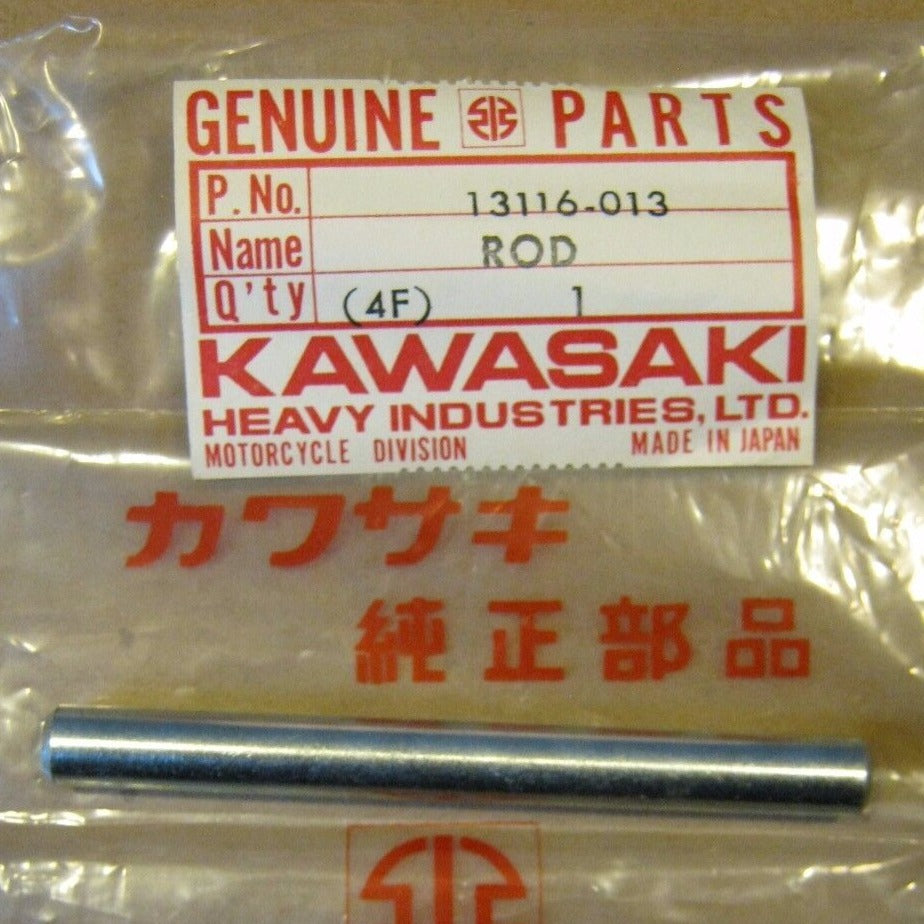 GENUINE PARTS
P. No. 13116-013
Name ROD
Q'ty (4F) 1
KAWASAKI
HEAVY INDUSTRIES, LTD.
MOTORCYCLE DIVISION MADE IN JAPAN
カワサキ
純正部品